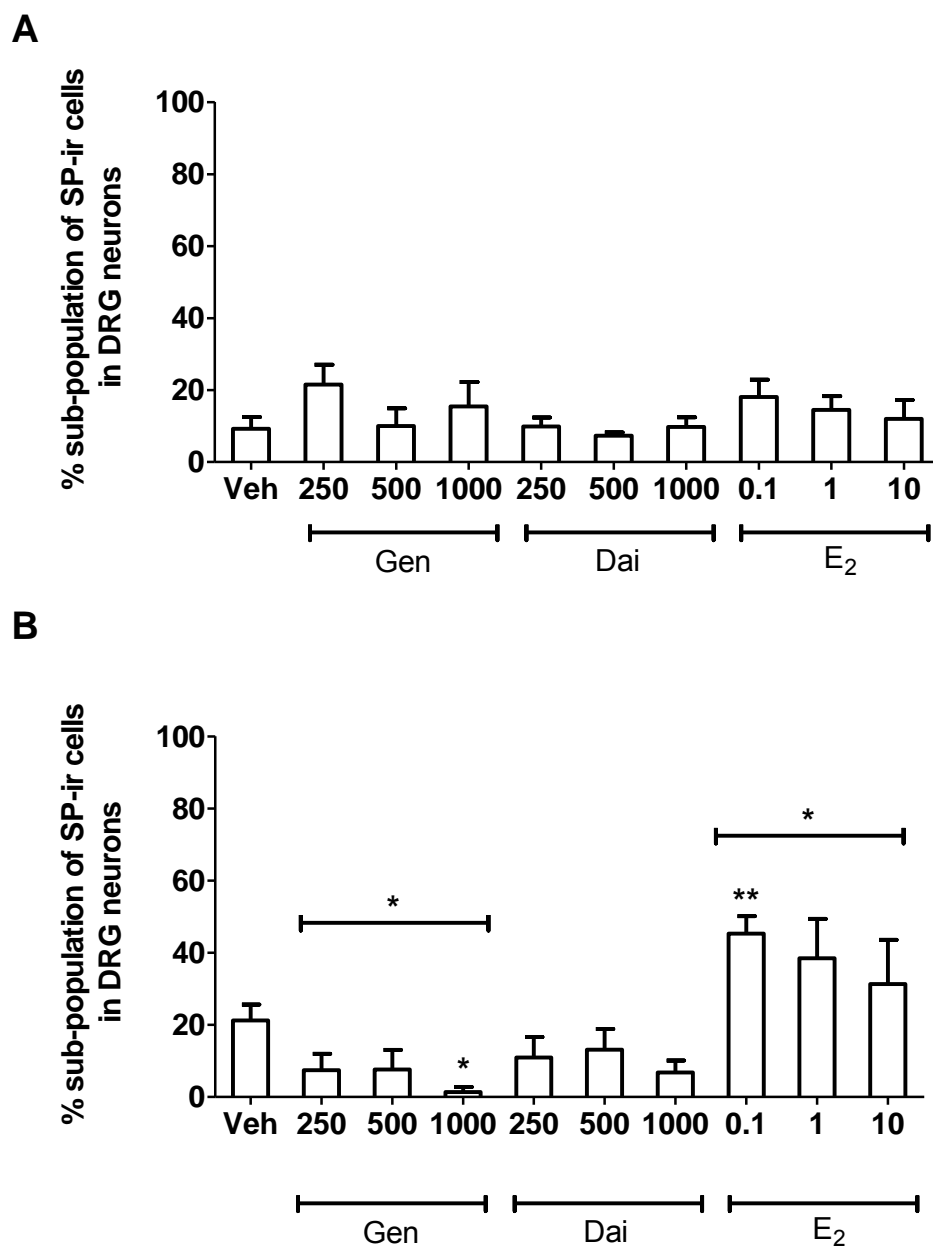 A
% sub-population of SP-ir cells
in DRG neurons
100
80
60
40
20
0
Veh 250 500 1000 250 500 1000 0.1 1 10
Gen Dai E₂
B
% sub-population of SP-ir cells
in DRG neurons
100
80
60
40
20
0
*
*
**
*
Veh 250 500 1000 250 500 1000 0.1 1 10
Gen Dai E₂